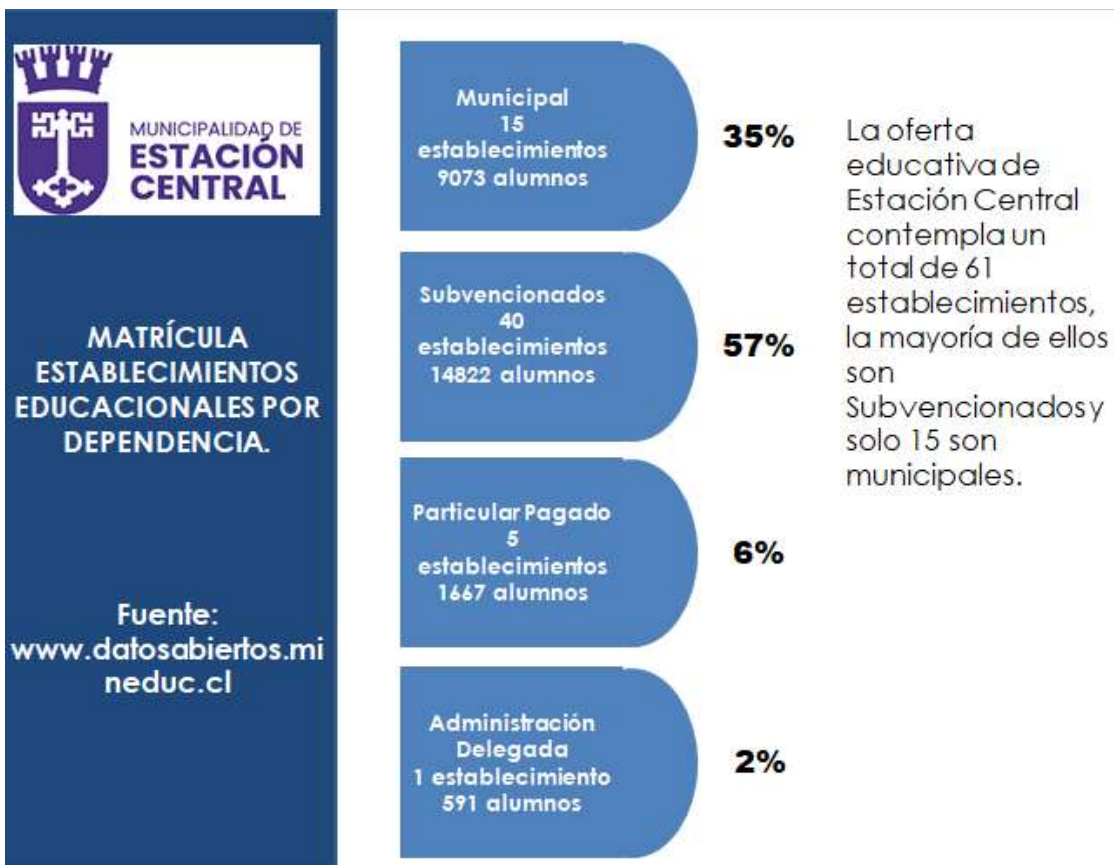 MUNICIPALIDAD DE
ESTACIÓN
CENTRAL
MATRÍCULA
ESTABLECIMIENTOS
EDUCACIONALES POR
DEPENDENCIA.
Fuente:
www.datosabiertos.mi
neduc.cl
Municipal
15
establecimientos
9073 alumnos
35%
Subvencionados
40
establecimientos
14822 alumnos
57%
Particular Pagado
5
establecimientos
1667 alumnos
6%
Administración
Delegada
1 establecimiento
591 alumnos
2%
La oferta
educativa de
Estación Central
contempla un
total de 61
establecimientos,
la mayoría de ellos
son
Subvencionados y
solo 15 son
municipales.